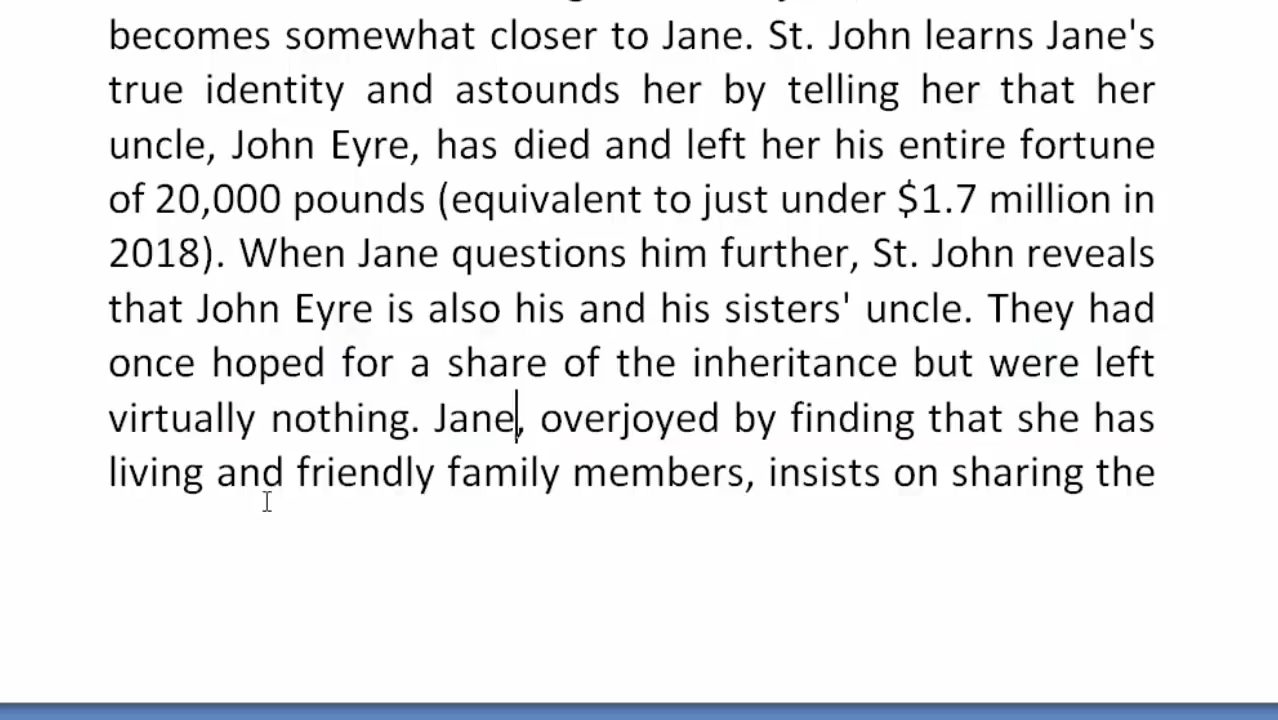 becomes somewhat closer to Jane. St. John learns Jane's
true identity and astounds her by telling her that her
uncle, John Eyre, has died and left her his entire fortune
of 20,000 pounds (equivalent to just under $1.7 million in
2018). When Jane questions him further, St. John reveals
that John Eyre is also his and his sisters' uncle. They had
once hoped for a share of the inheritance but were left
virtually nothing. Jane, overjoyed by finding that she has
living and friendly family members, insists on sharing the